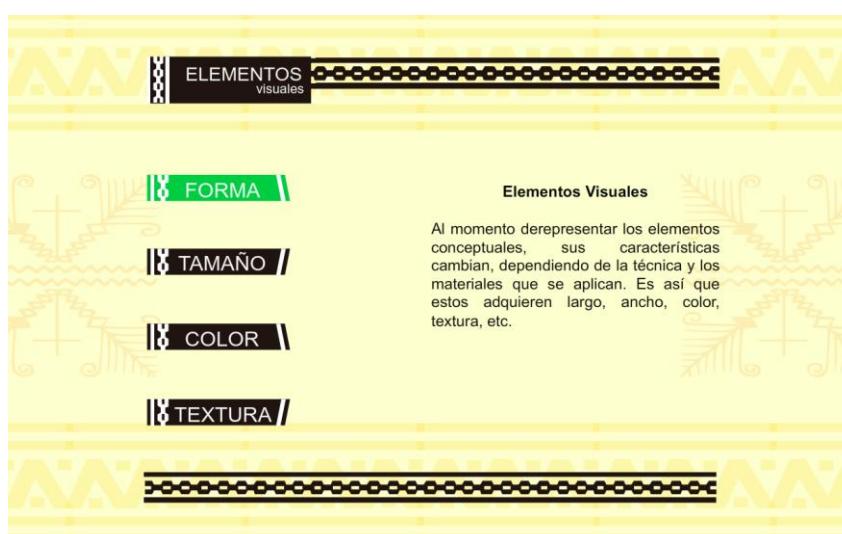 ELEMENTOS
visuales
FORMA
TAMAÑO
COLOR
TEXTURA
Elementos Visuales
Al momento derepresentar los elementos
conceptuales, sus características
cambian, dependiendo de la técnica y los
materiales que se aplican. Es así que
estos adquieren largo, ancho, color,
textura, etc.